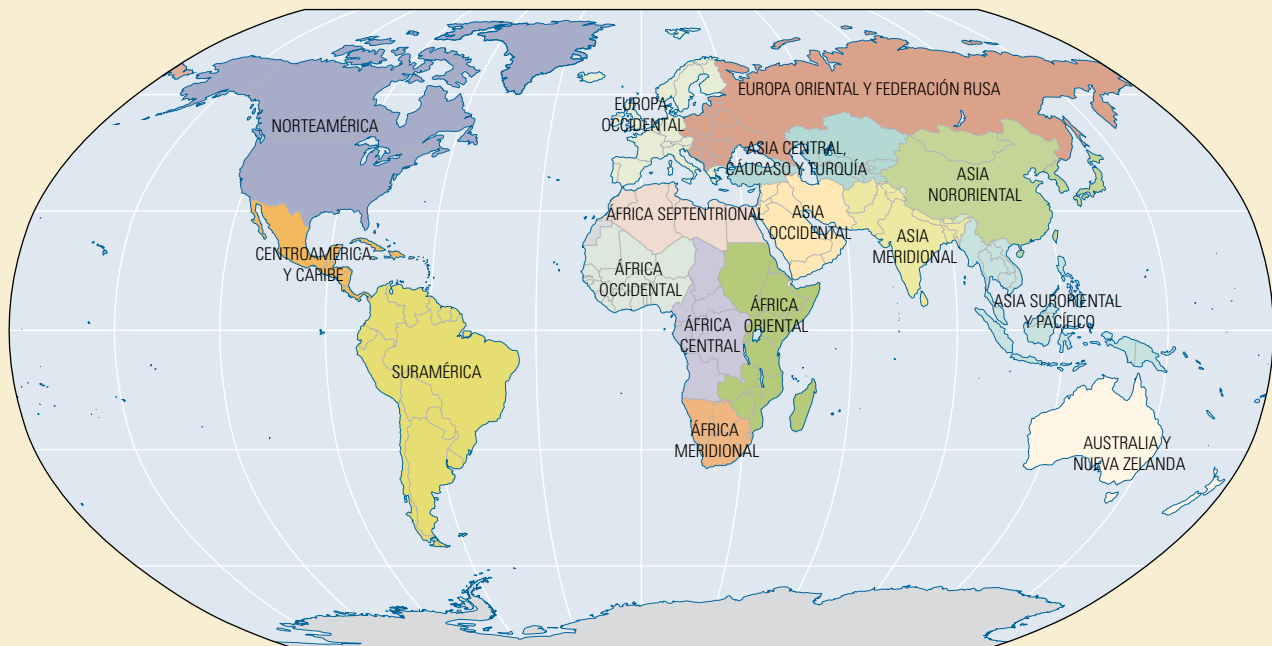 NORTEAMÉRICA
EUROPA
OCCIDENTAL
EUROPA ORIENTAL Y FEDERACIÓN RUSA
ASIA CENTRAL,
CÁUCASO Y TURQUÍA
ASIA
NORORIENTAL
CENTROAMÉRICA
Y CARIBE
ÁFRICA SEPTENTRIONAL
ASIA
OCCIDENTAL
ASIA
MERIDIONAL
ÁFRICA
OCCIDENTAL
ÁFRICA
ORIENTAL
ÁFRICA
CENTRAL
ASIA SURORIENTAL
Y PACÍFICO
SURAMÉRICA
ÁFRICA
MERIDIONAL
AUSTRALIA Y
NUEVA ZELANDA